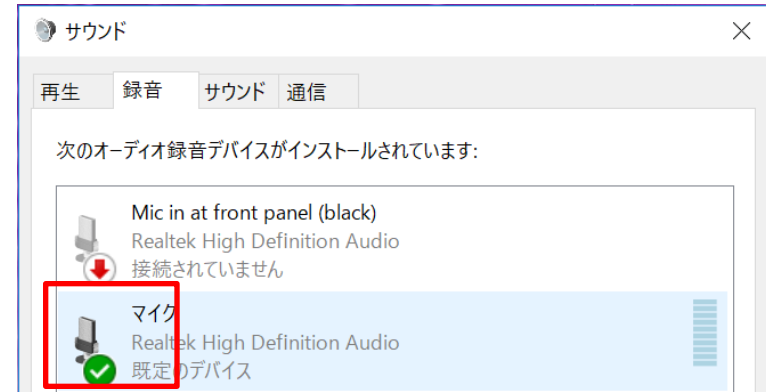 サウンド
再生 録音 サウンド 通信
次のオーディオ録音デバイスがインストールされています:
Mic in at front panel (black)
Realtek High Definition Audio
接続されていません
マイク
Realtek High Definition Audio
既定のデバイス